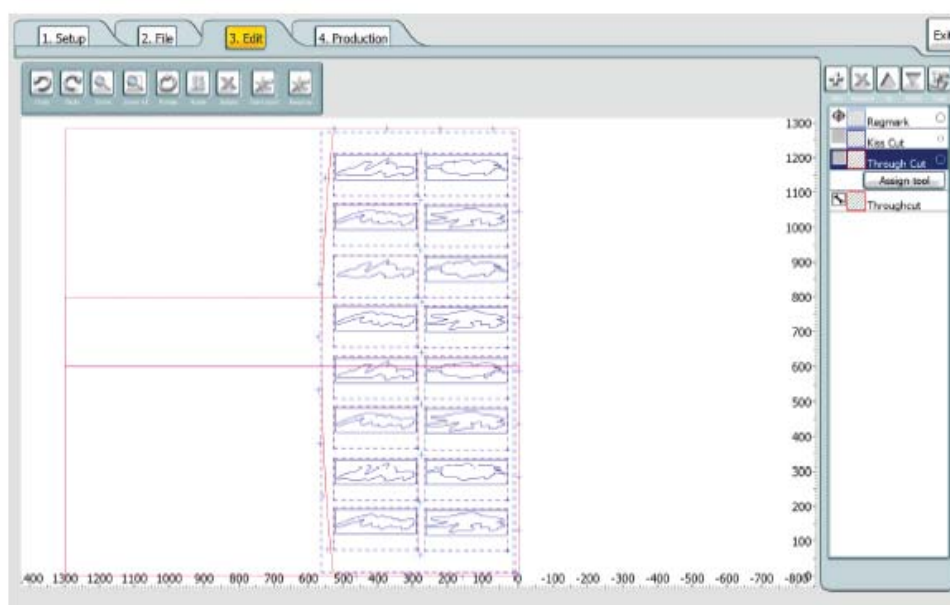 1. Setup
2. File
3. Edit
4. Production
Exi
Regmark
Kiss Cut
Through Cut
Assign tool
Throughcut
1300
1200
1100
1000
900
800
700
600
500
400
300
200
100
400 1300 1200 1100 1000 900 800 700 600 500 400 300 200 100 0 -100 -200 -300 -400 -500 -600 -700